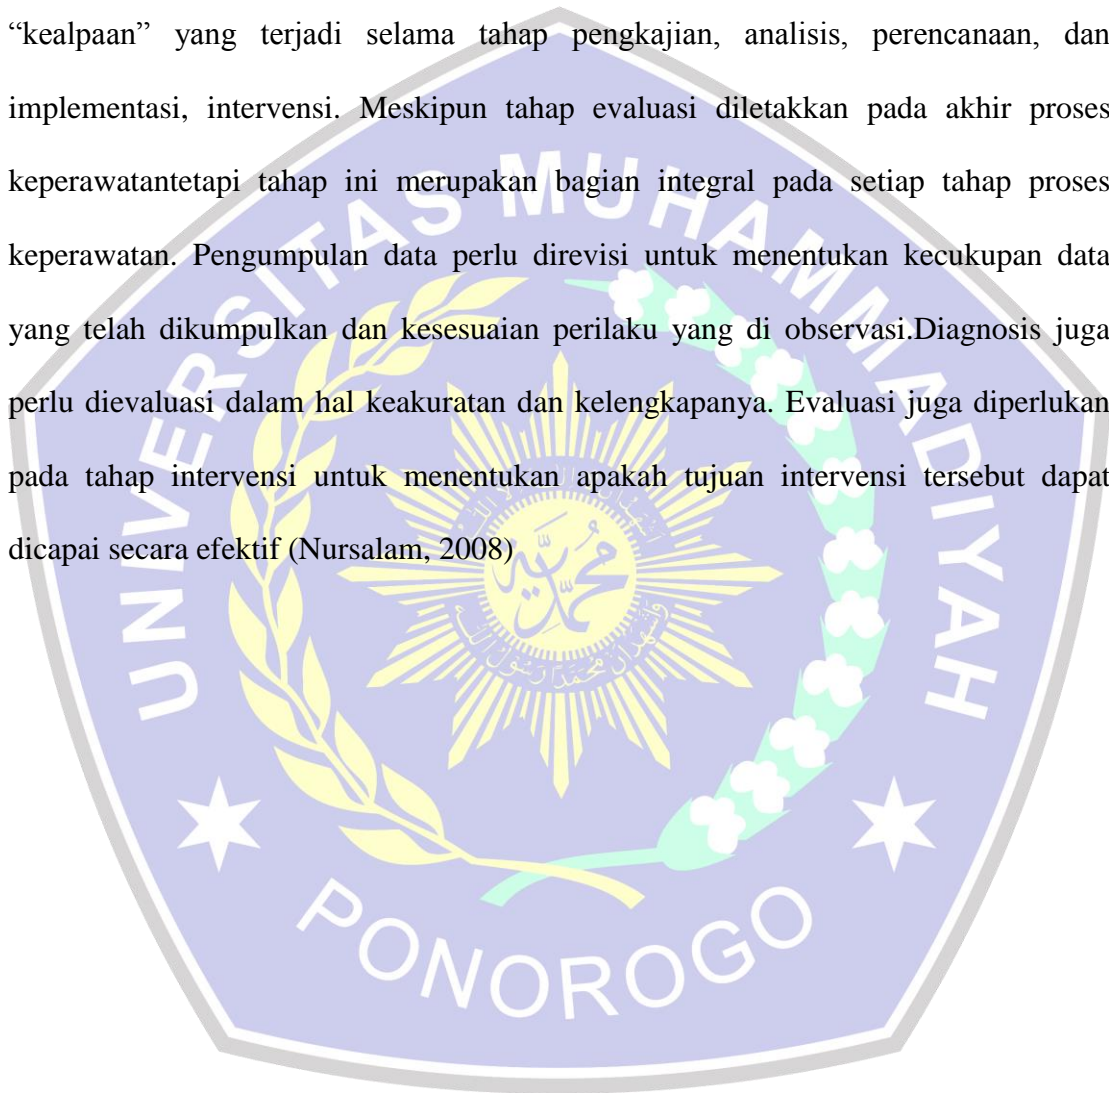 “kealpaan” yang terjadi selama tahap pengkajian, analisis, perencanaan, dan
implementasi, intervensi. Meskipun tahap evaluasi diletakkan pada akhir proses
keperawatantetapi tahap ini merupakan bagian integral pada setiap tahap proses
keperawatan. Pengumpulan data perlu direvisi untuk menentukan kecukupan data
yang telah dikumpulkan dan kesesuaian perilaku yang di observasi.Diagnosis juga
perlu dievaluasi dalam hal keakuratan dan kelengkapanya. Evaluasi juga diperlukan
pada tahap intervensi untuk menentukan apakah tujuan intervensi tersebut dapat
dicapai secara efektif (Nursalam, 2008)
UNIVERSITAS MUHAMMADIYAH
محمدية
PONOROGO